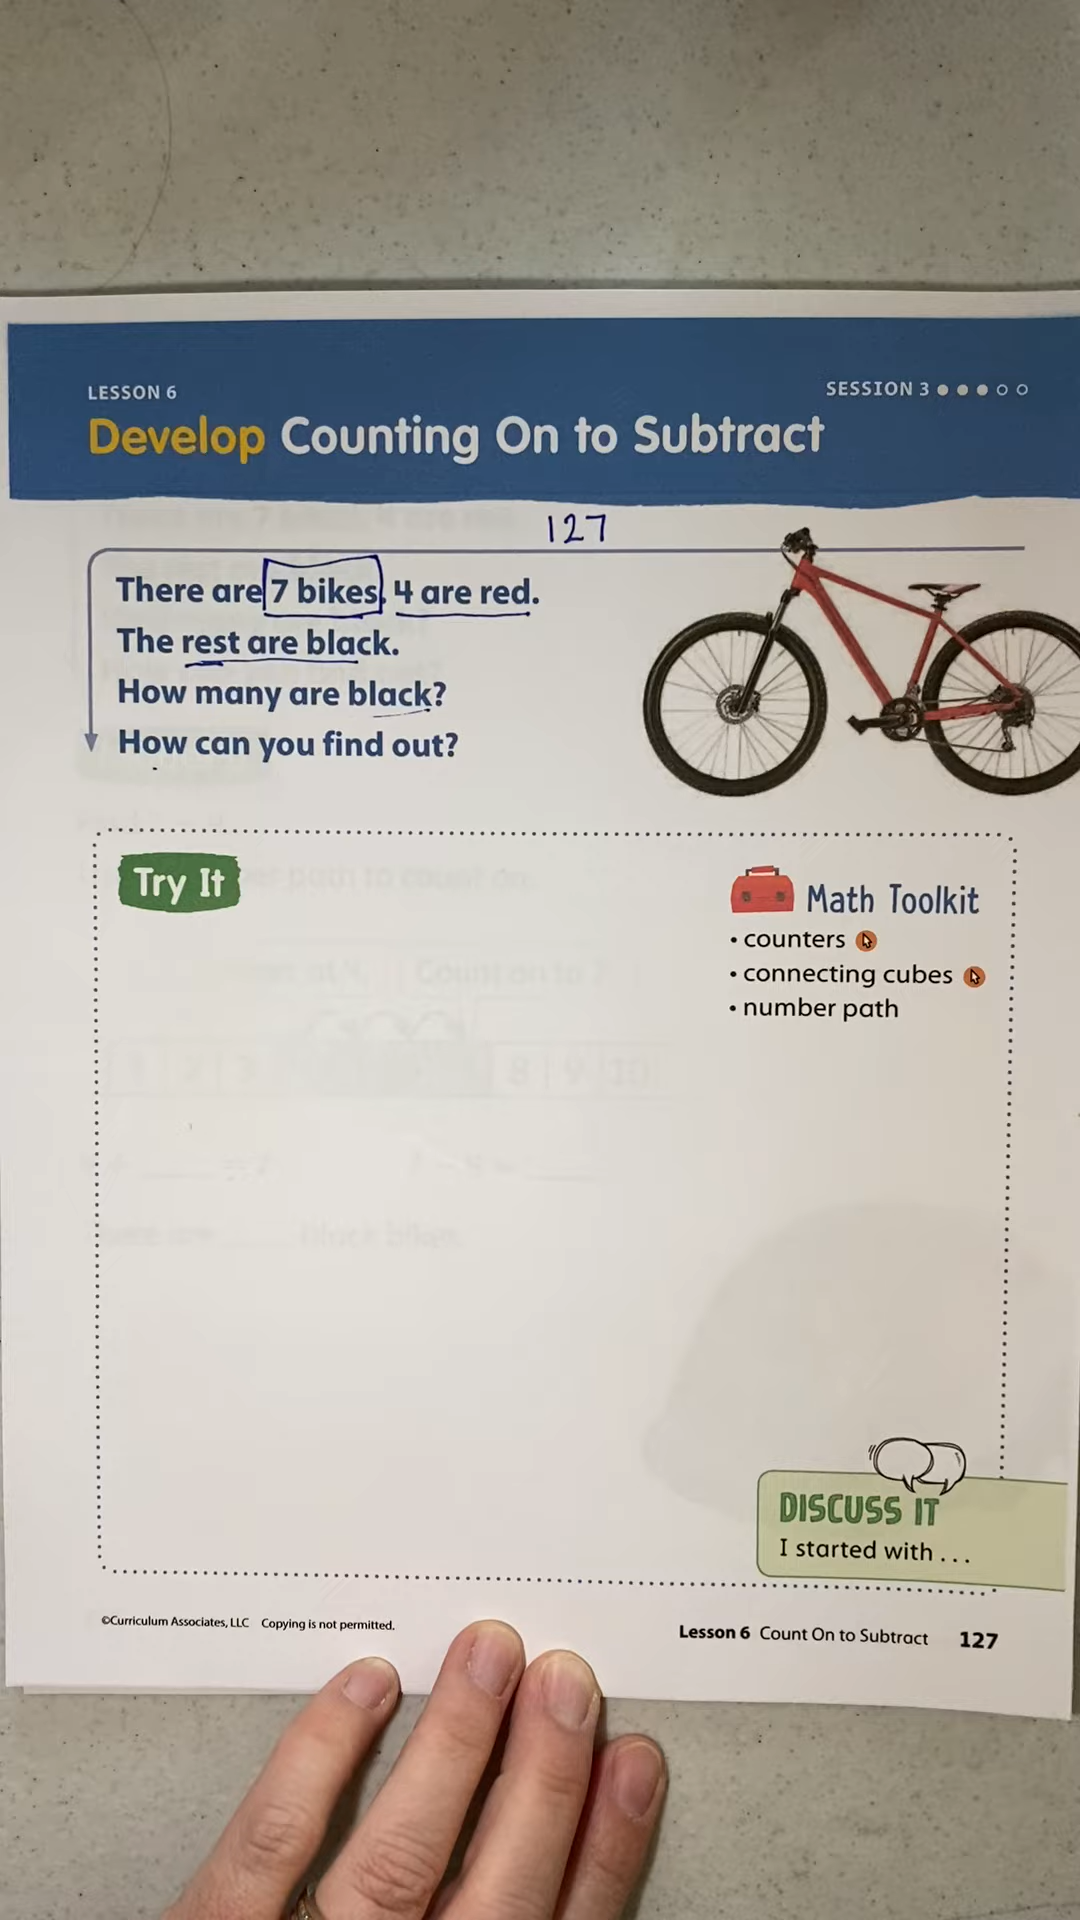 LESSON 6
SESSION 3
Develop Counting On to Subtract
127
There are 7 bikes. 4 are red.
The rest are black.
How many are black?
How can you find out?
Try It
Math Toolkit
• counters
• connecting cubes
• number path
DISCUSS IT
I started with . . .
©Curriculum Associates, LLC Copying is not permitted.
Lesson 6 Count On to Subtract 127